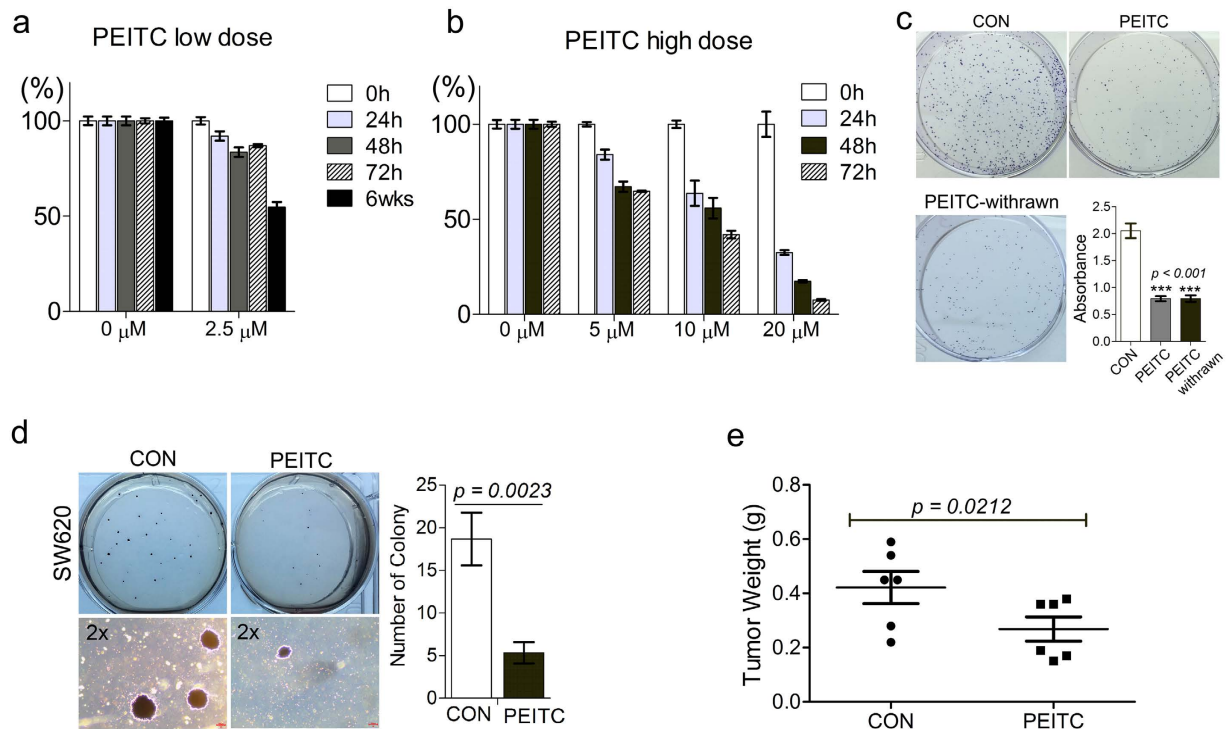 a
PEITC low dose
(%)
100
50
0
0 μM
2.5 μM
0h
24h
48h
72h
6wks
b
PEITC high dose
(%)
100
50
0
0 μM
5 μM
10 μM
20 μM
0h
24h
48h
72h
c
CON
PEITC
PEITC-withrawn
Absorbance
2.5
2.0
1.5
1.0
0.5
0.0
p < 0.001
***
***
CON
PEITC
PEITC
withrawn
d
CON
PEITC
SW620
2x
2x
Number of Colony
25
20
15
10
5
0
p = 0.0023
CON
PEITC
e
Tumor Weight (g)
0.8
0.6
0.4
0.2
0.0
p = 0.0212
CON
PEITC